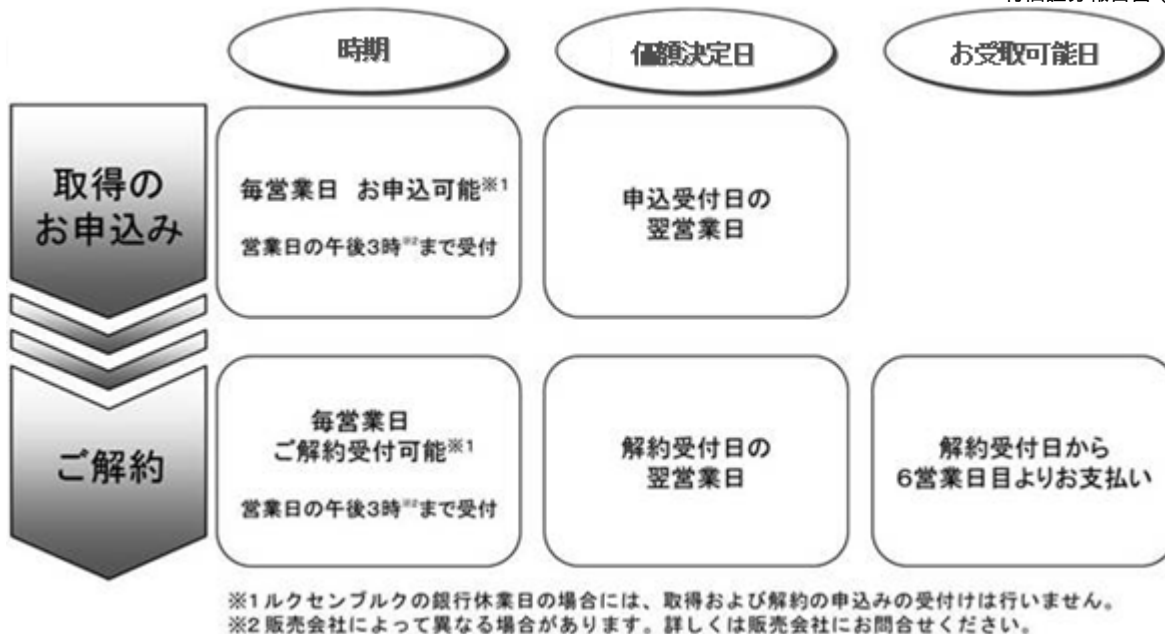 時期
価額決定日
お受取可能日
取得の
お申込み
毎営業日 お申込可能※1
営業日の午後3時※2まで受付
申込受付日の
翌営業日
ご解約
毎営業日
ご解約受付可能※1
営業日の午後3時※2まで受付
解約受付日の
翌営業日
解約受付日から
6営業日目よりお支払い
※1 ルクセンブルクの銀行休業日の場合には、取得および解約の申込みの受付けは行いません。
※2 販売会社によって異なる場合があります。詳しくは販売会社にお問合せください。